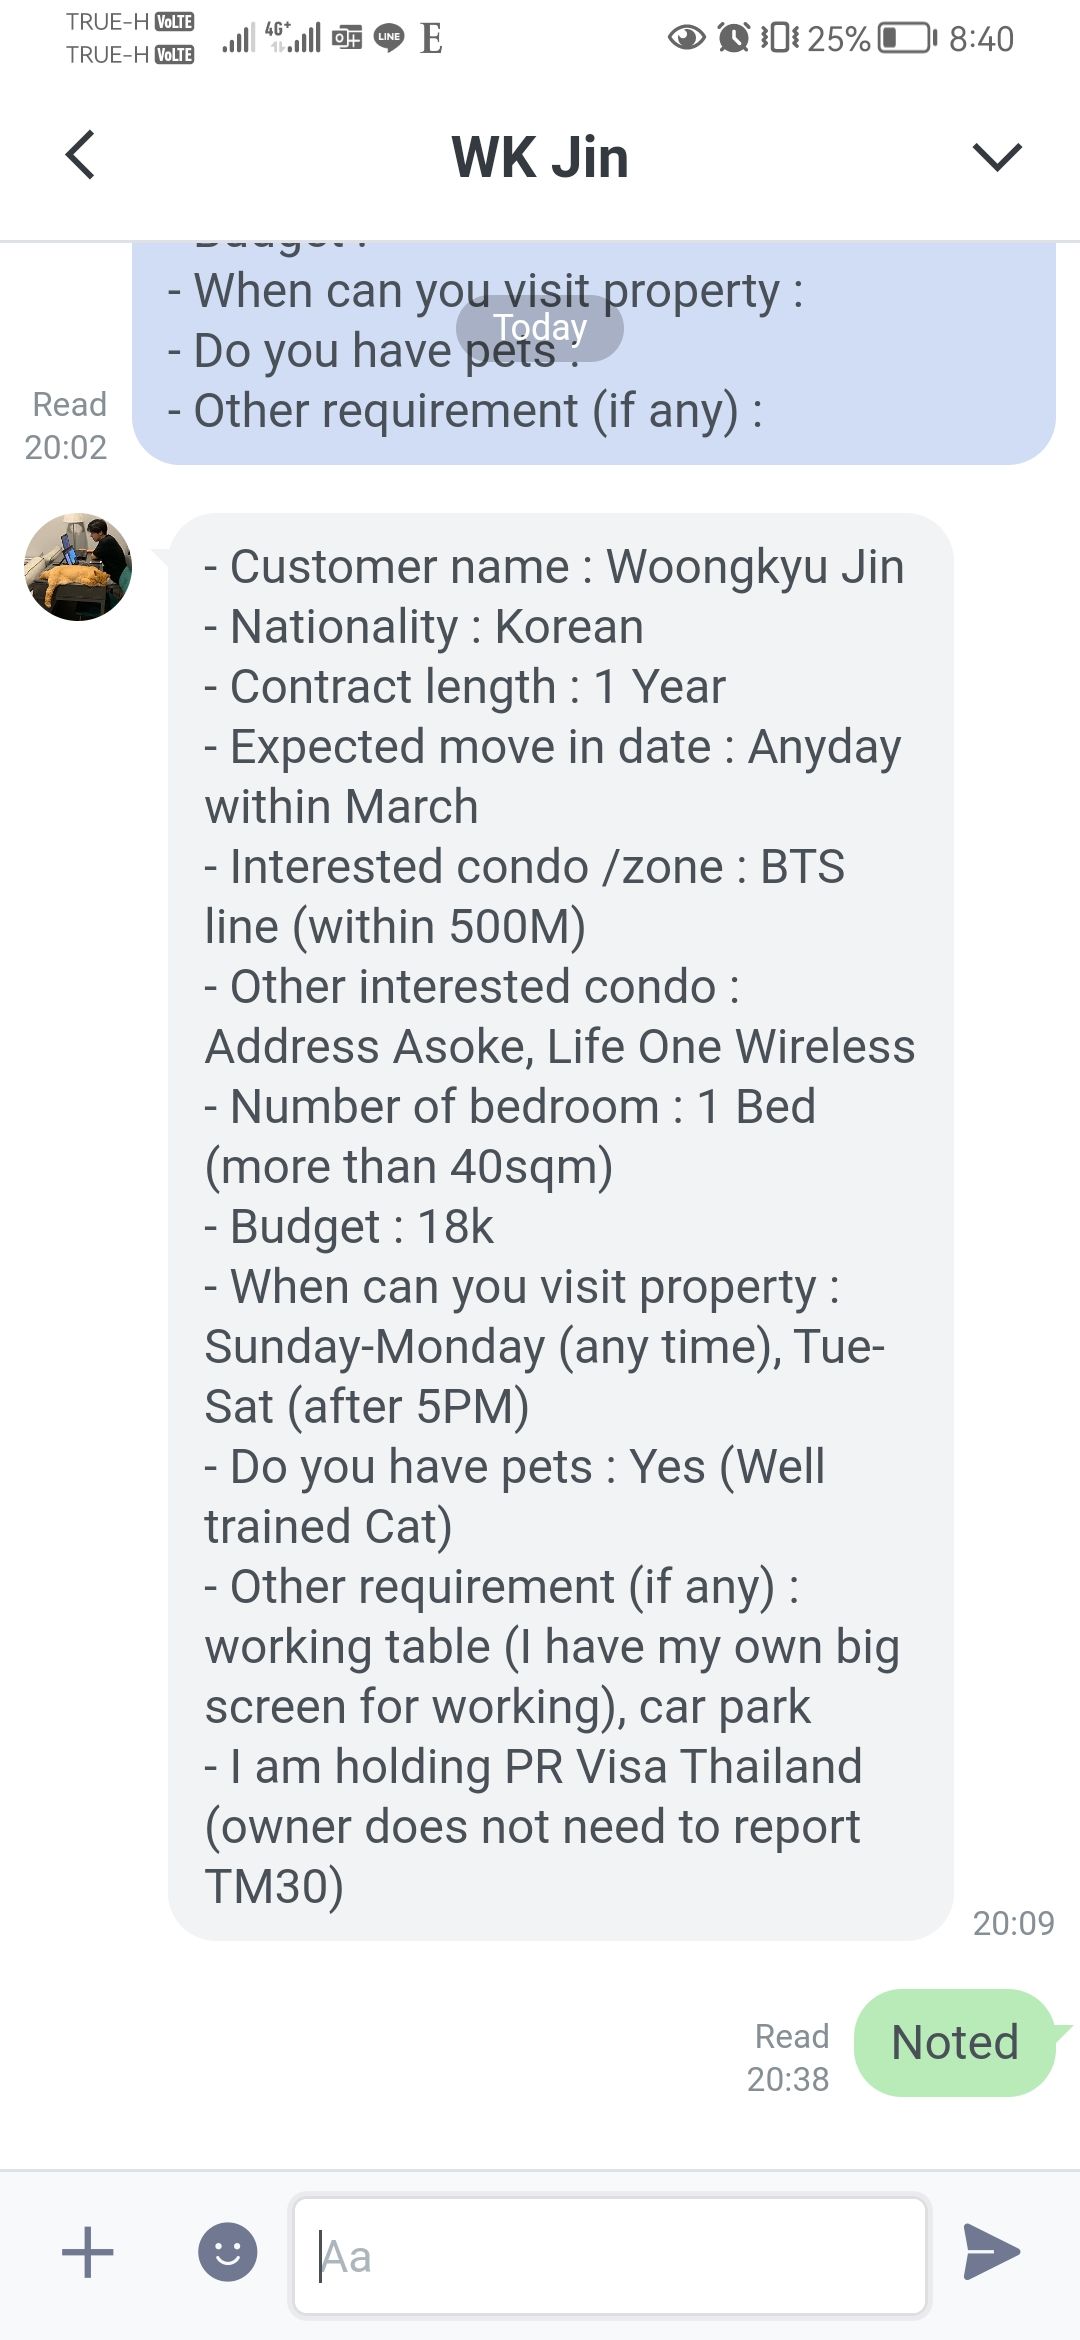 TRUE-H VoLTE
TRUE-H VoLTE
4G+
LINE
E
25%
8:40
WK Jin
- Budget :
- When can you visit property :
Today
- Do you have pets :
- Other requirement (if any) :
Read
20:02
- Customer name : Woongkyu Jin
- Nationality : Korean
- Contract length : 1 Year
- Expected move in date : Anyday
within March
- Interested condo /zone : BTS
line (within 500M)
- Other interested condo :
Address Asoke, Life One Wireless
- Number of bedroom : 1 Bed
(more than 40sqm)
- Budget : 18k
- When can you visit property :
Sunday-Monday (any time), Tue-
Sat (after 5PM)
- Do you have pets : Yes (Well
trained Cat)
- Other requirement (if any) :
working table (I have my own big
screen for working), car park
- I am holding PR Visa Thailand
(owner does not need to report
TM30)
20:09
Noted
Read
20:38
Aa